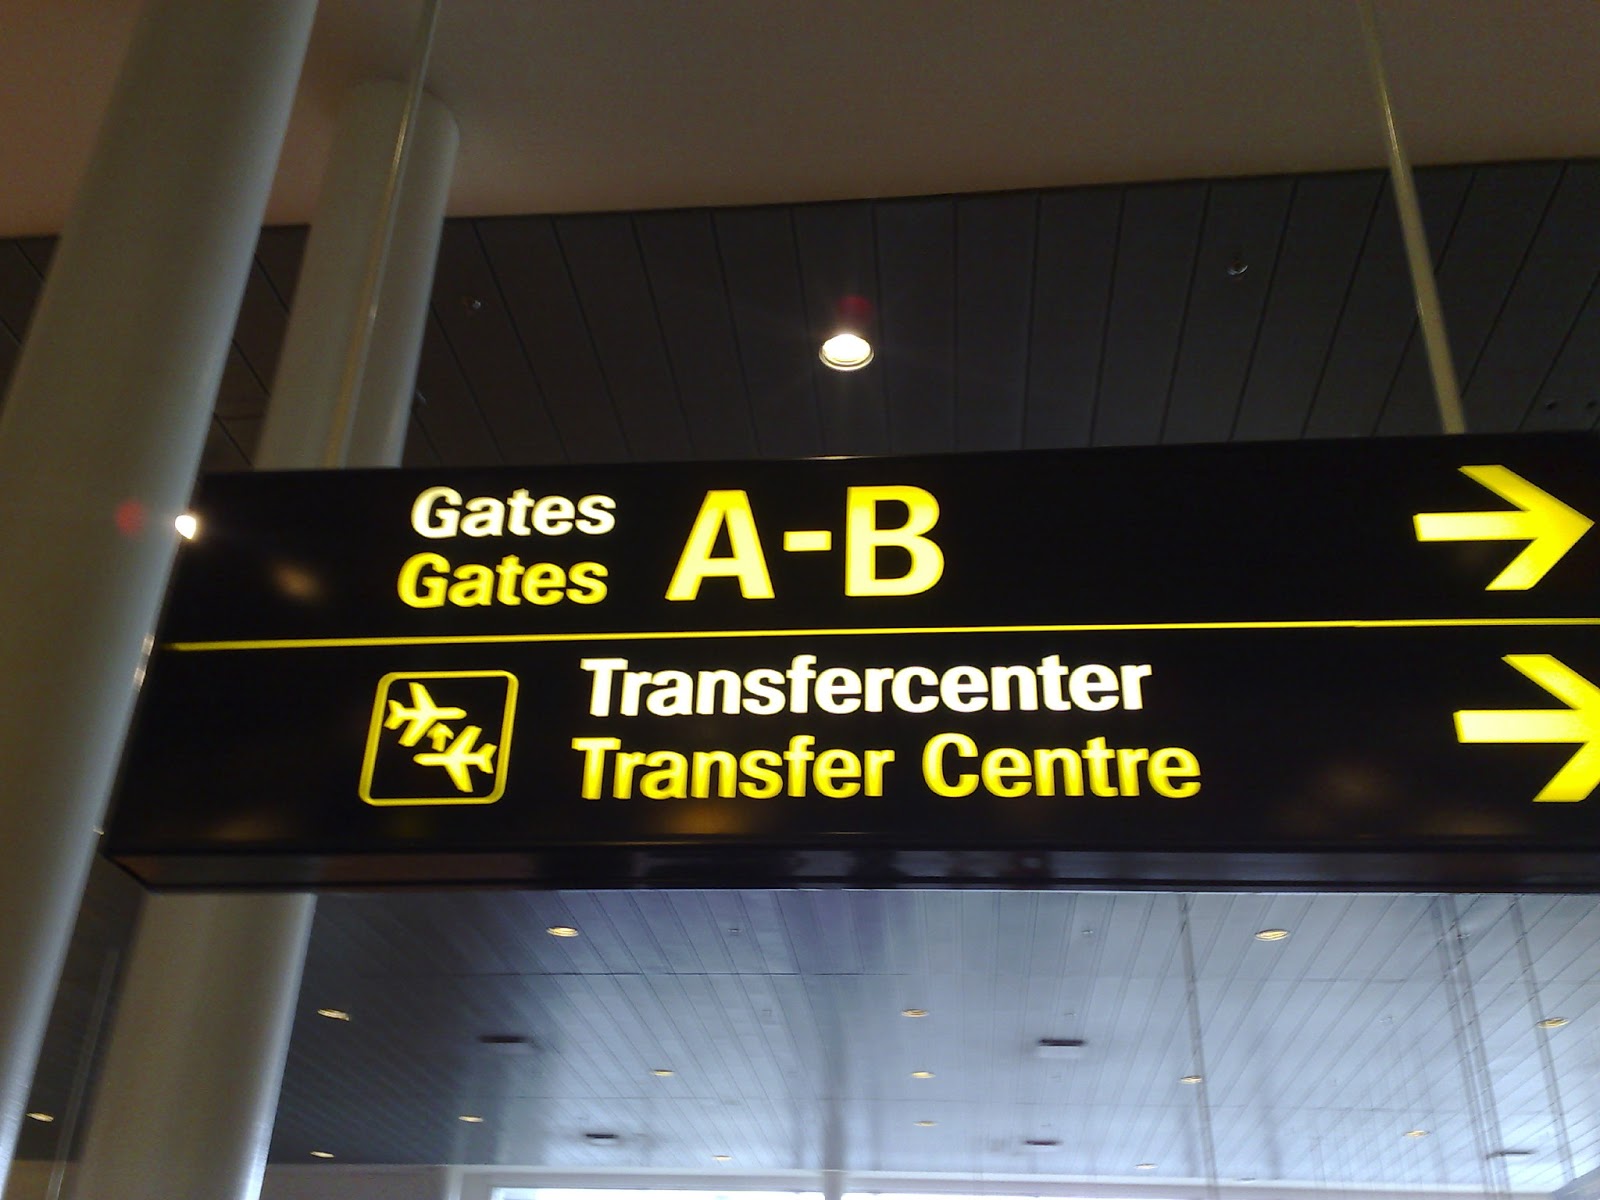 Gates
Gates A-B
Transfercenter
Transfer Centre